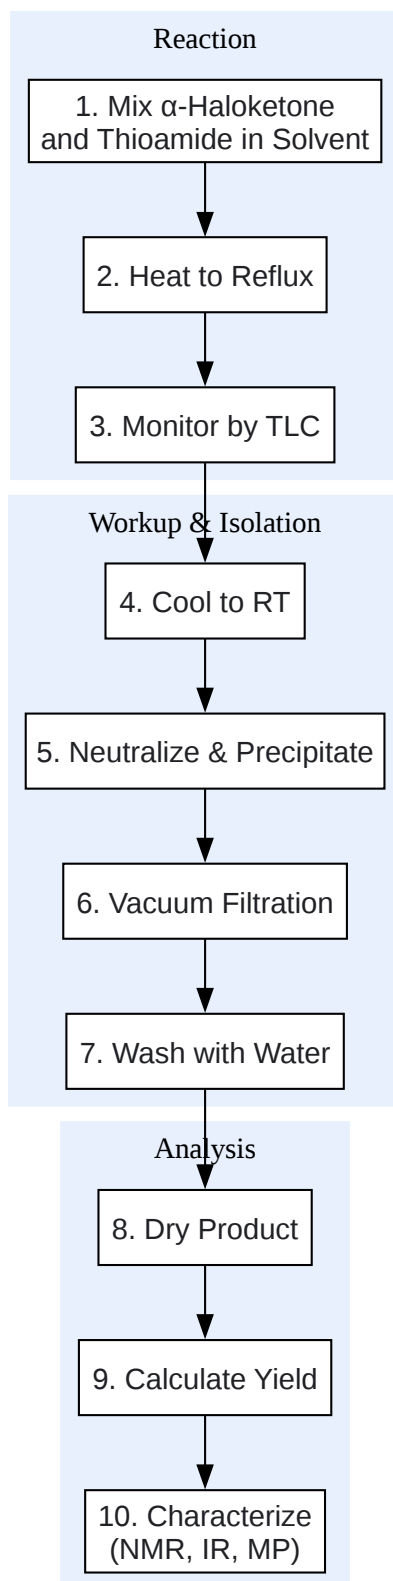 Reaction
1. Mix α-Haloketone
and Thioamide in Solvent
2. Heat to Reflux
3. Monitor by TLC
Workup & Isolation
4. Cool to RT
5. Neutralize & Precipitate
6. Vacuum Filtration
7. Wash with Water
Analysis
8. Dry Product
9. Calculate Yield
10. Characterize
(NMR, IR, MP)